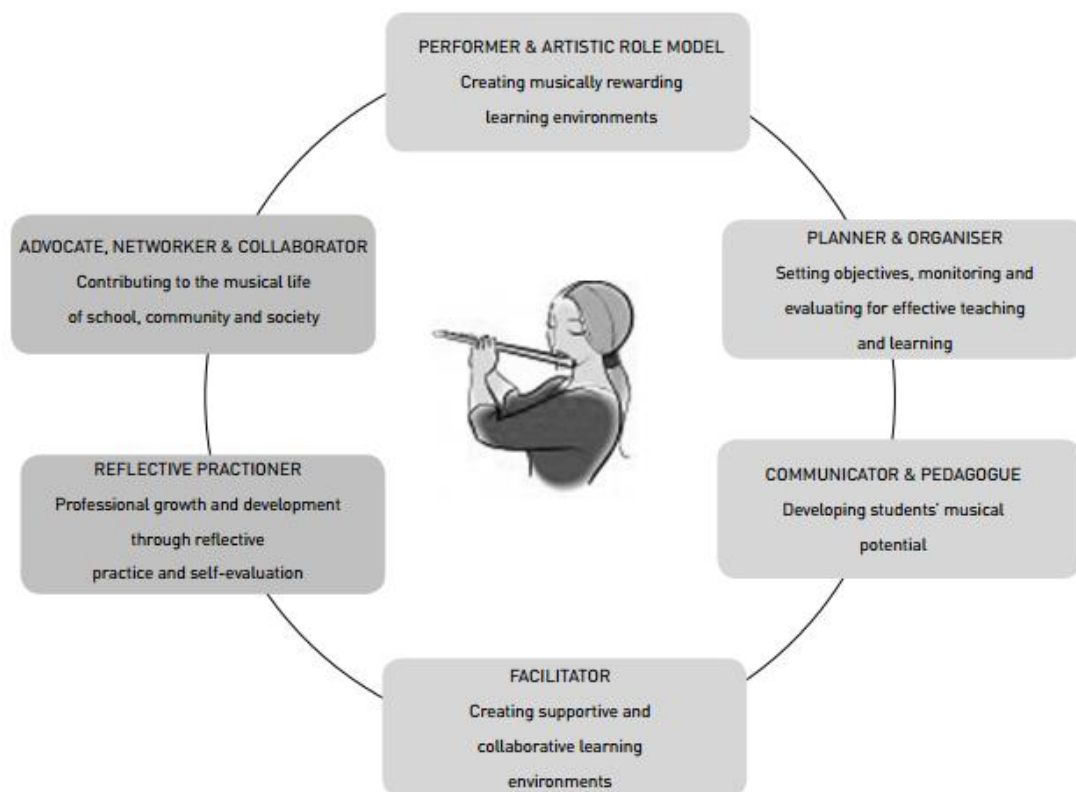 PERFORMER & ARTISTIC ROLE MODEL
Creating musically rewarding
learning environments
ADVOCATE, NETWORKER & COLLABORATOR
Contributing to the musical life
of school, community and society
PLANNER & ORGANISER
Setting objectives, monitoring and
evaluating for effective teaching
and learning
REFLECTIVE PRACTIONER
Professional growth and development
through reflective
practice and self-evaluation
COMMUNICATOR & PEDAGOGUE
Developing students' musical
potential
FACILITATOR
Creating supportive and
collaborative learning
environments